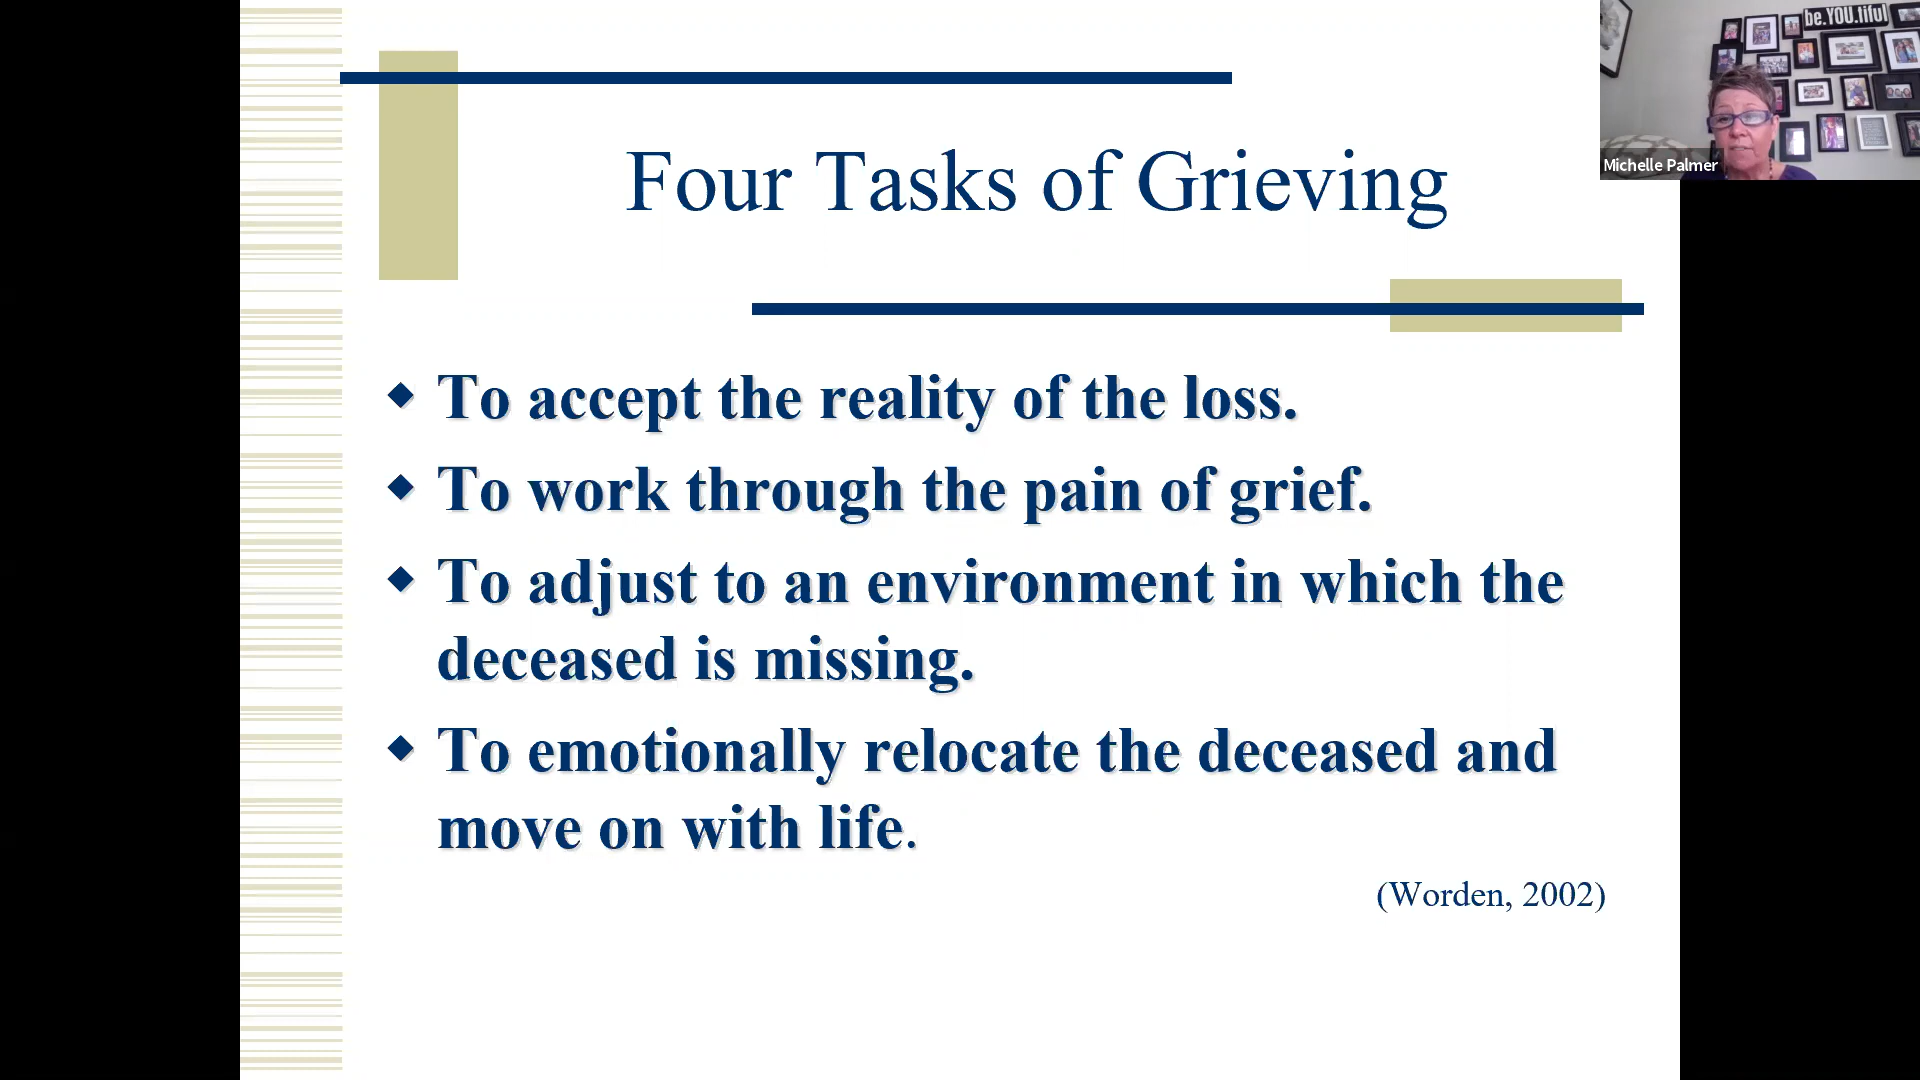 be.YOU.tiful
Michelle Palmer
Four Tasks of Grieving
To accept the reality of the loss.
To work through the pain of grief.
To adjust to an environment in which the
deceased is missing.
To emotionally relocate the deceased and
move on with life.
(Worden, 2002)